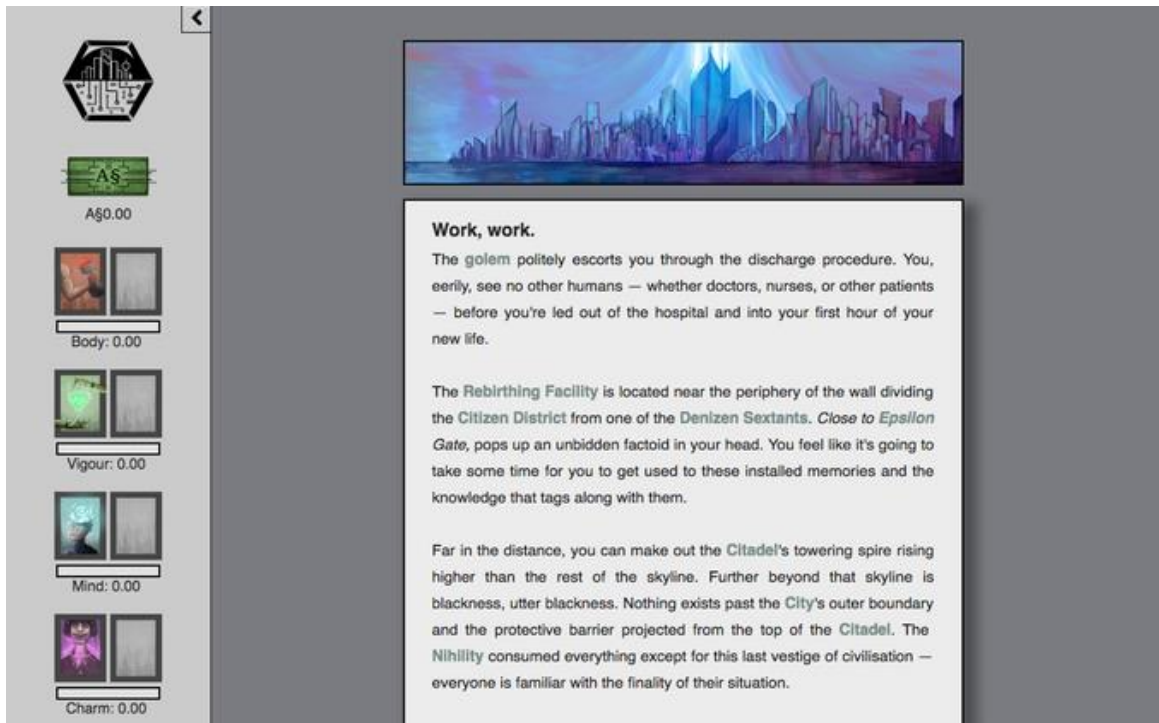 A§
A§0.00
Body: 0.00
Vigour: 0.00
Mind: 0.00
Charm: 0.00
Work, work.
The golem politely escorts you through the discharge procedure. You,
eerily, see no other humans — whether doctors, nurses, or other patients
— before you're led out of the hospital and into your first hour of your
new life.
The Rebirthing Facility is located near the periphery of the wall dividing
the Citizen District from one of the Denizen Sextants. Close to Epsilon
Gate, pops up an unbidden factoid in your head. You feel like it's going to
take some time for you to get used to these installed memories and the
knowledge that tags along with them.
Far in the distance, you can make out the Citadel's towering spire rising
higher than the rest of the skyline. Further beyond that skyline is
blackness, utter blackness. Nothing exists past the City's outer boundary
and the protective barrier projected from the top of the Citadel. The
Nihility consumed everything except for this last vestige of civilisation —
everyone is familiar with the finality of their situation.